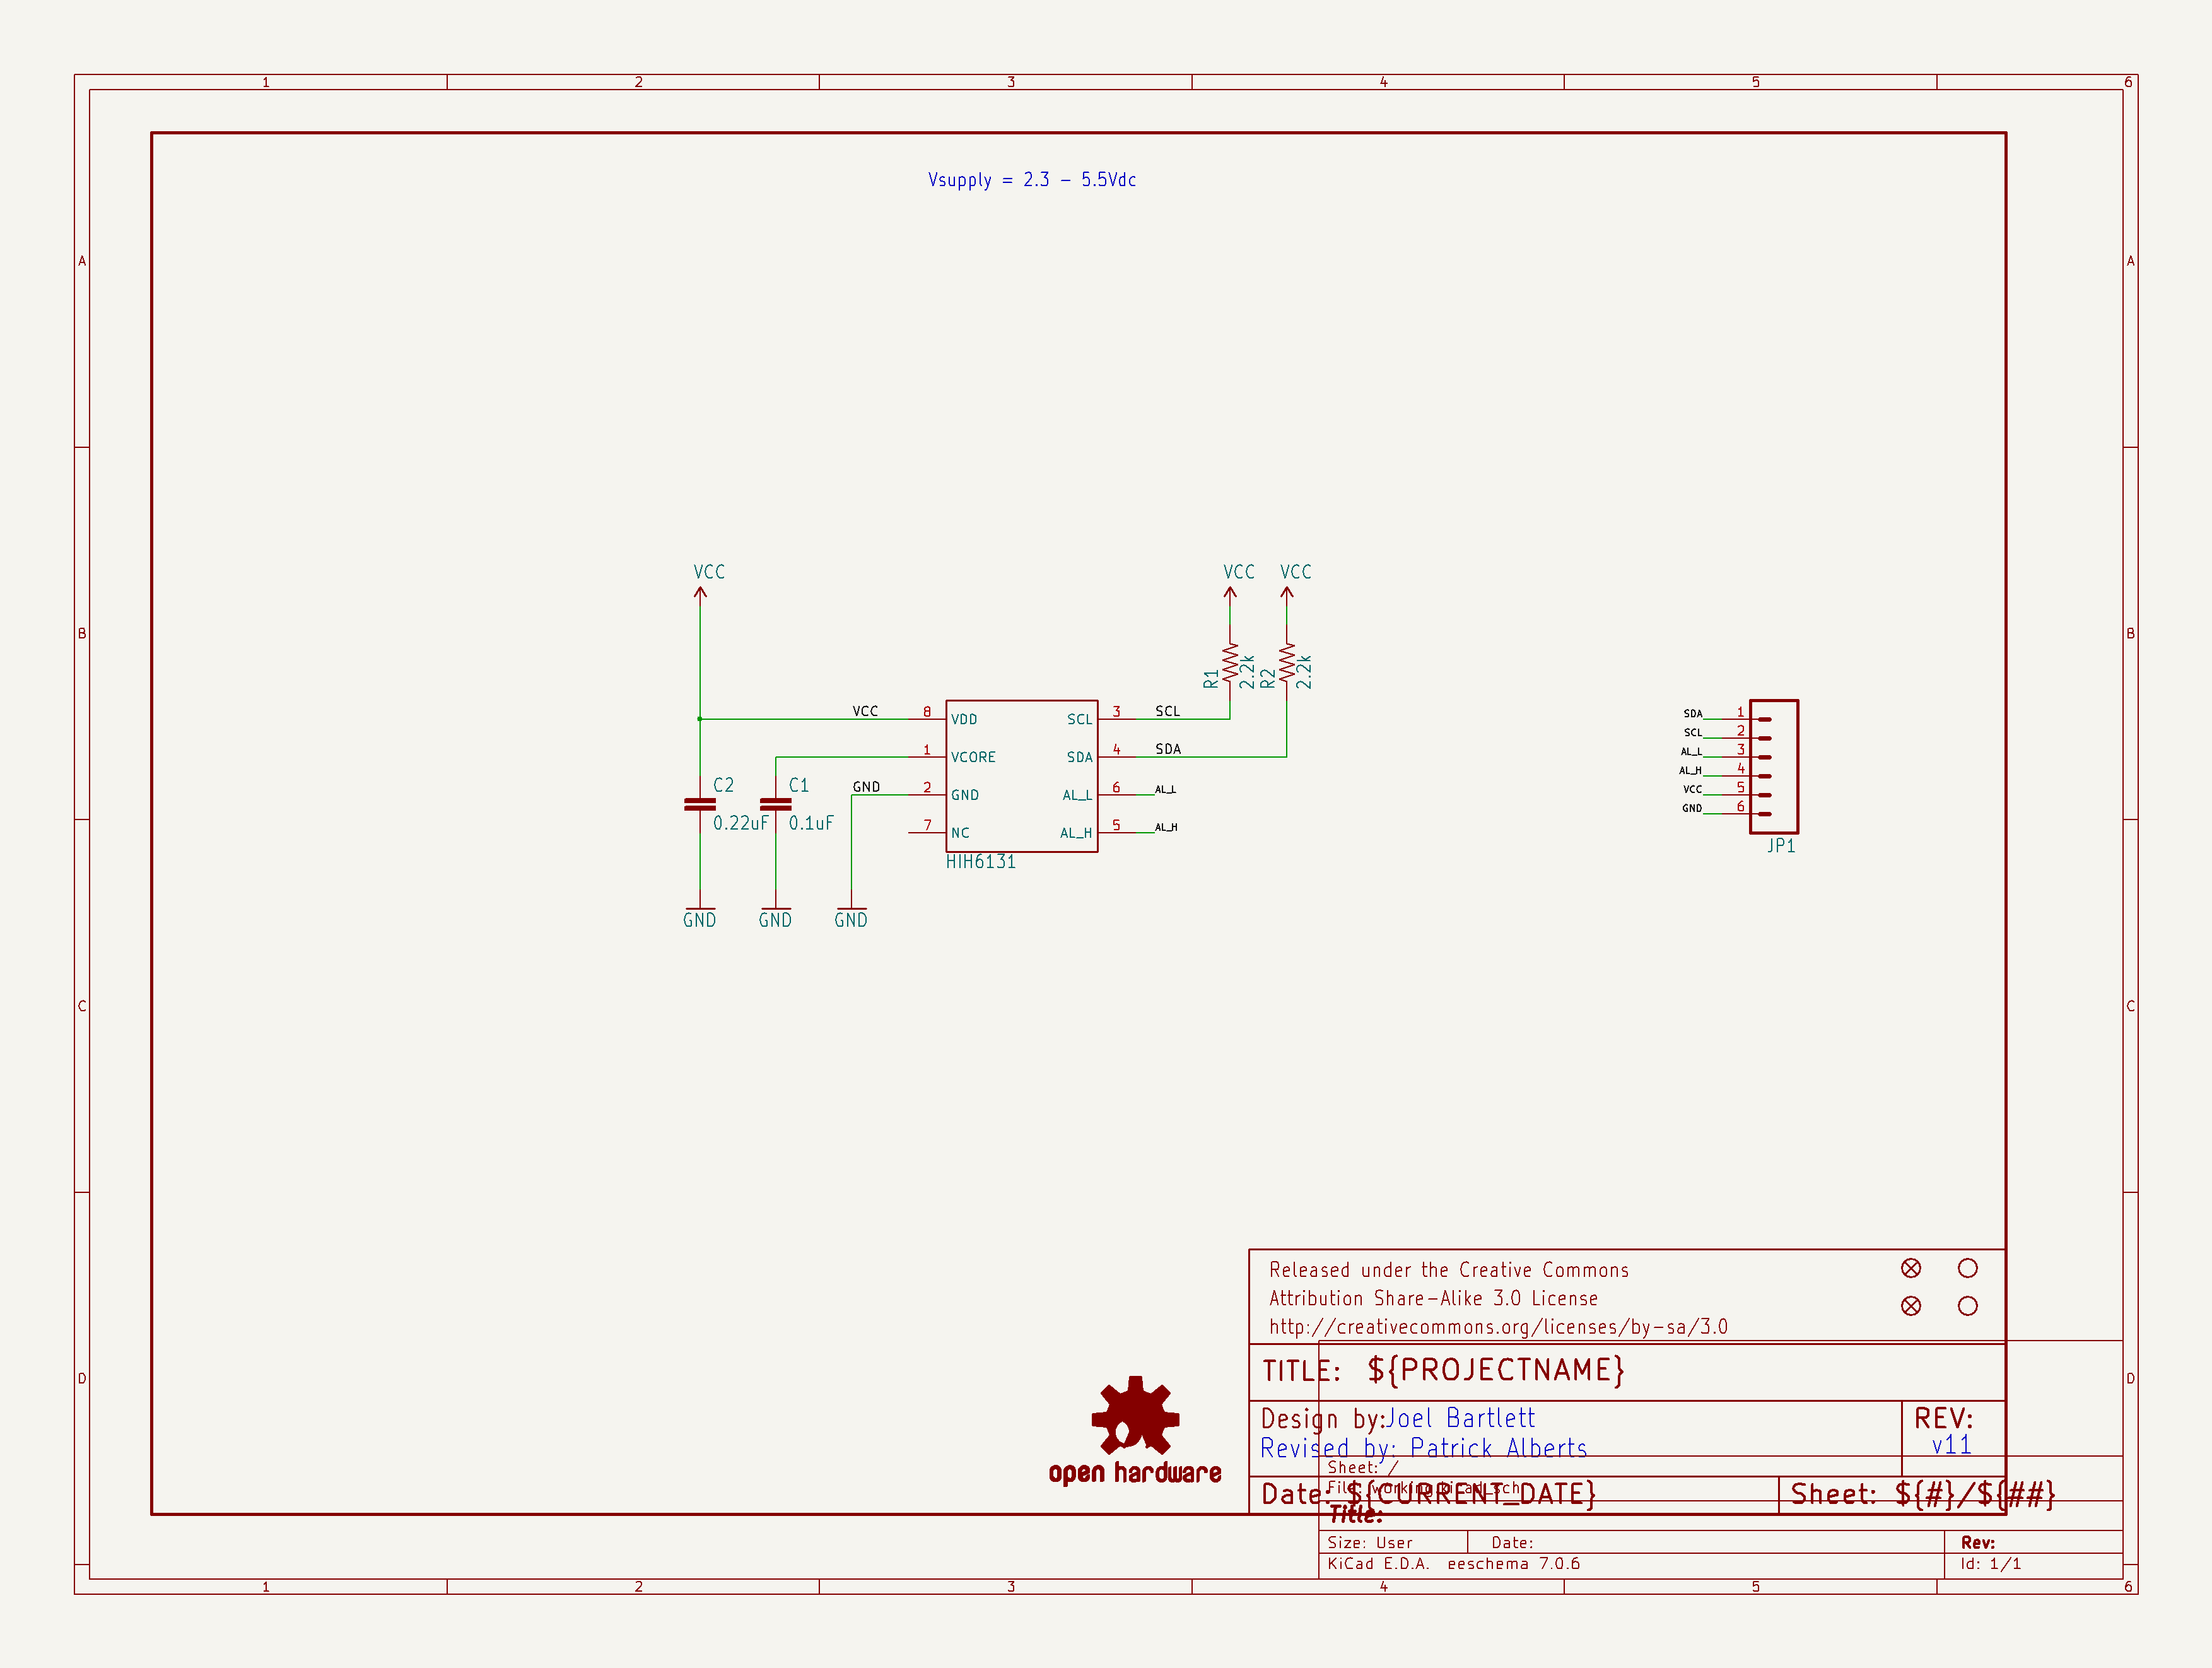 1 2 3 4 5 6
A A
Vsupply = 2.3 - 5.5Vdc
VCC VCC VCC
B B
R1 2.2k R2 2.2k
VCC 8 VDD SCL 3 SCL
1 VCORE SDA 4 SDA
GND 2 GND AL_L 6 AL_L
7 NC AL_H 5 AL_H
HIH6131
C2 C1
0.22uF 0.1uF
GND GND GND
SDA 1
SCL 2
AL_L 3
AL_H 4
VCC 5
GND 6
JP1
C C
Released under the Creative Commons
Attribution Share-Alike 3.0 License
http://creativecommons.org/licenses/by-sa/3.0
D D
TITLE: ${PROJECTNAME}
Design by:Joel Bartlett
Revised by: Patrick Alberts
REV:
v11
open hardware
Sheet: /
File: working.kicad_sch
Date: ${CURRENT_DATE} Sheet: ${#}/${##}
Title:
Size: User Date: Rev:
KiCad E.D.A. eeschema 7.0.6 Id: 1/1
1 2 3 4 5 6